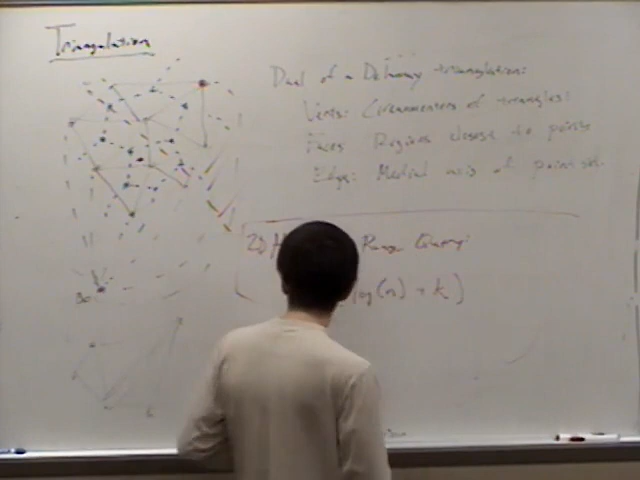 Triangulation
Dual of a Delaunay triangulation:
Verts: Circumcenters of triangles:
Faces: Regions closest to points
Edges: Medial axis of point set.
2D Range Query:
log(n) + k)